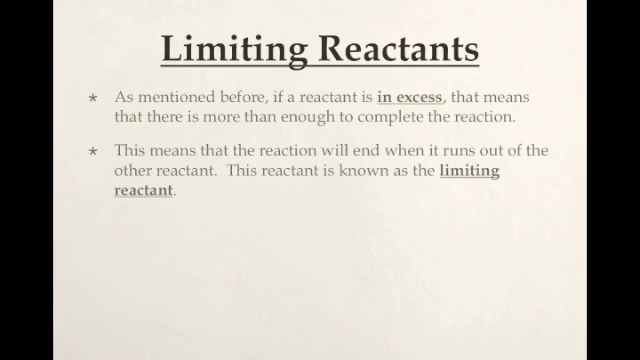 Limiting Reactants
* As mentioned before, if a reactant is in excess, that means
that there is more than enough to complete the reaction.
* This means that the reaction will end when it runs out of the
other reactant. This reactant is known as the limiting
reactant.